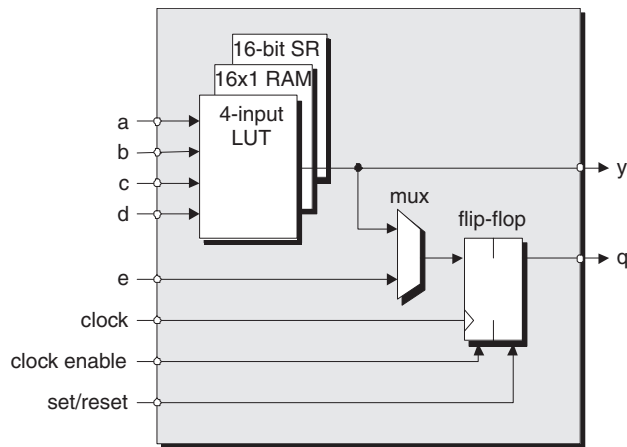 16-bit SR
16x1 RAM
4-input
LUT
a
b
c
d
e
clock
clock enable
set/reset
mux
flip-flop
y
q